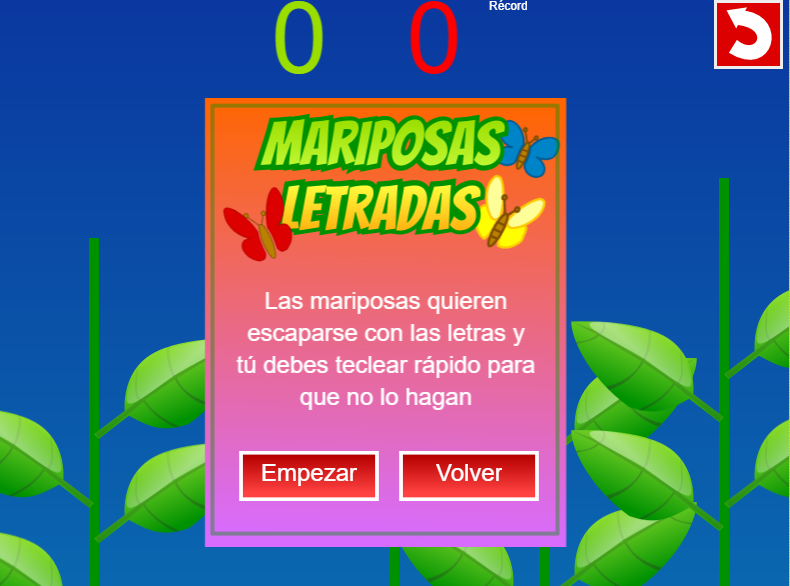 0 0 Récord
MARIPOSAS
LETRADAS
Las mariposas quieren
escaparse con las letras y
tú debes teclear rápido para
que no lo hagan
Empezar Volver